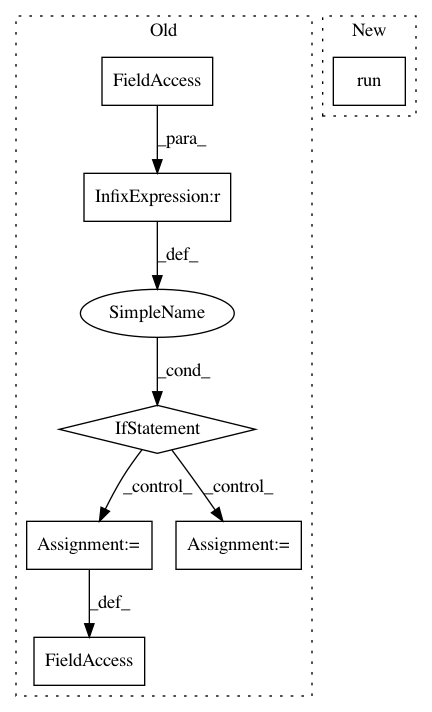 Old
New
FieldAccess
run
_para_
InfixExpression:r
_def_
SimpleName
_cond_
IfStatement
_control_
_control_
Assignment:=
Assignment:=
_def_
FieldAccess